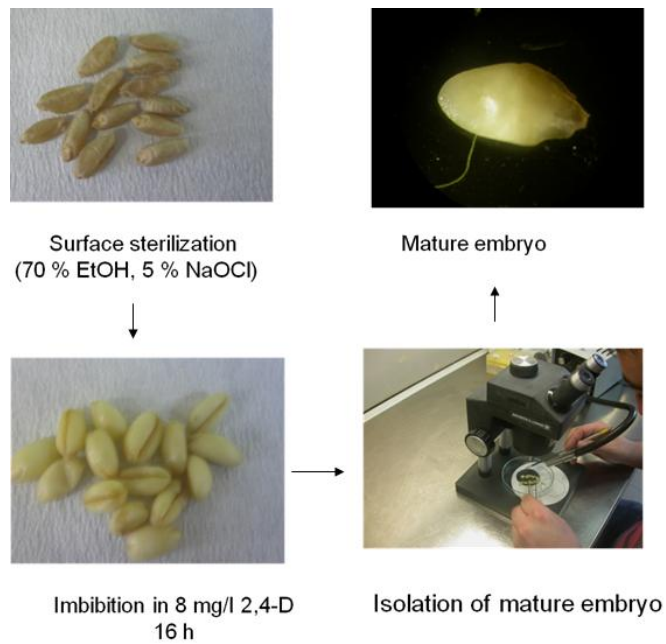 Surface sterilization
(70 % EtOH, 5 % NaOCl)
Mature embryo
Imbibition in 8 mg/l 2,4-D
16 h
Isolation of mature embryo